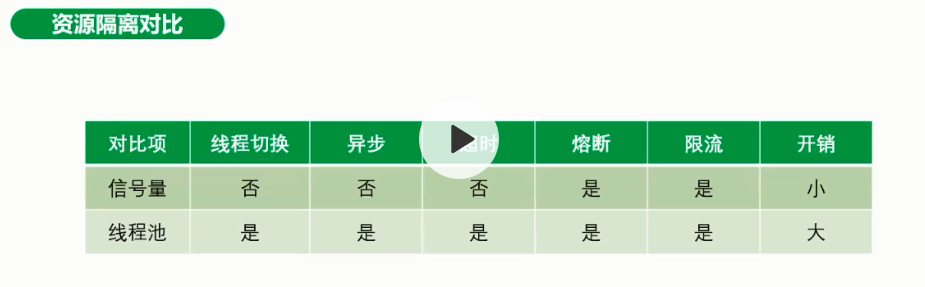 资源隔离对比
对比项 线程切换 异步 超时 熔断 限流 开销
信号量 否 否 否 是 是 小
线程池 是 是 是 是 是 大